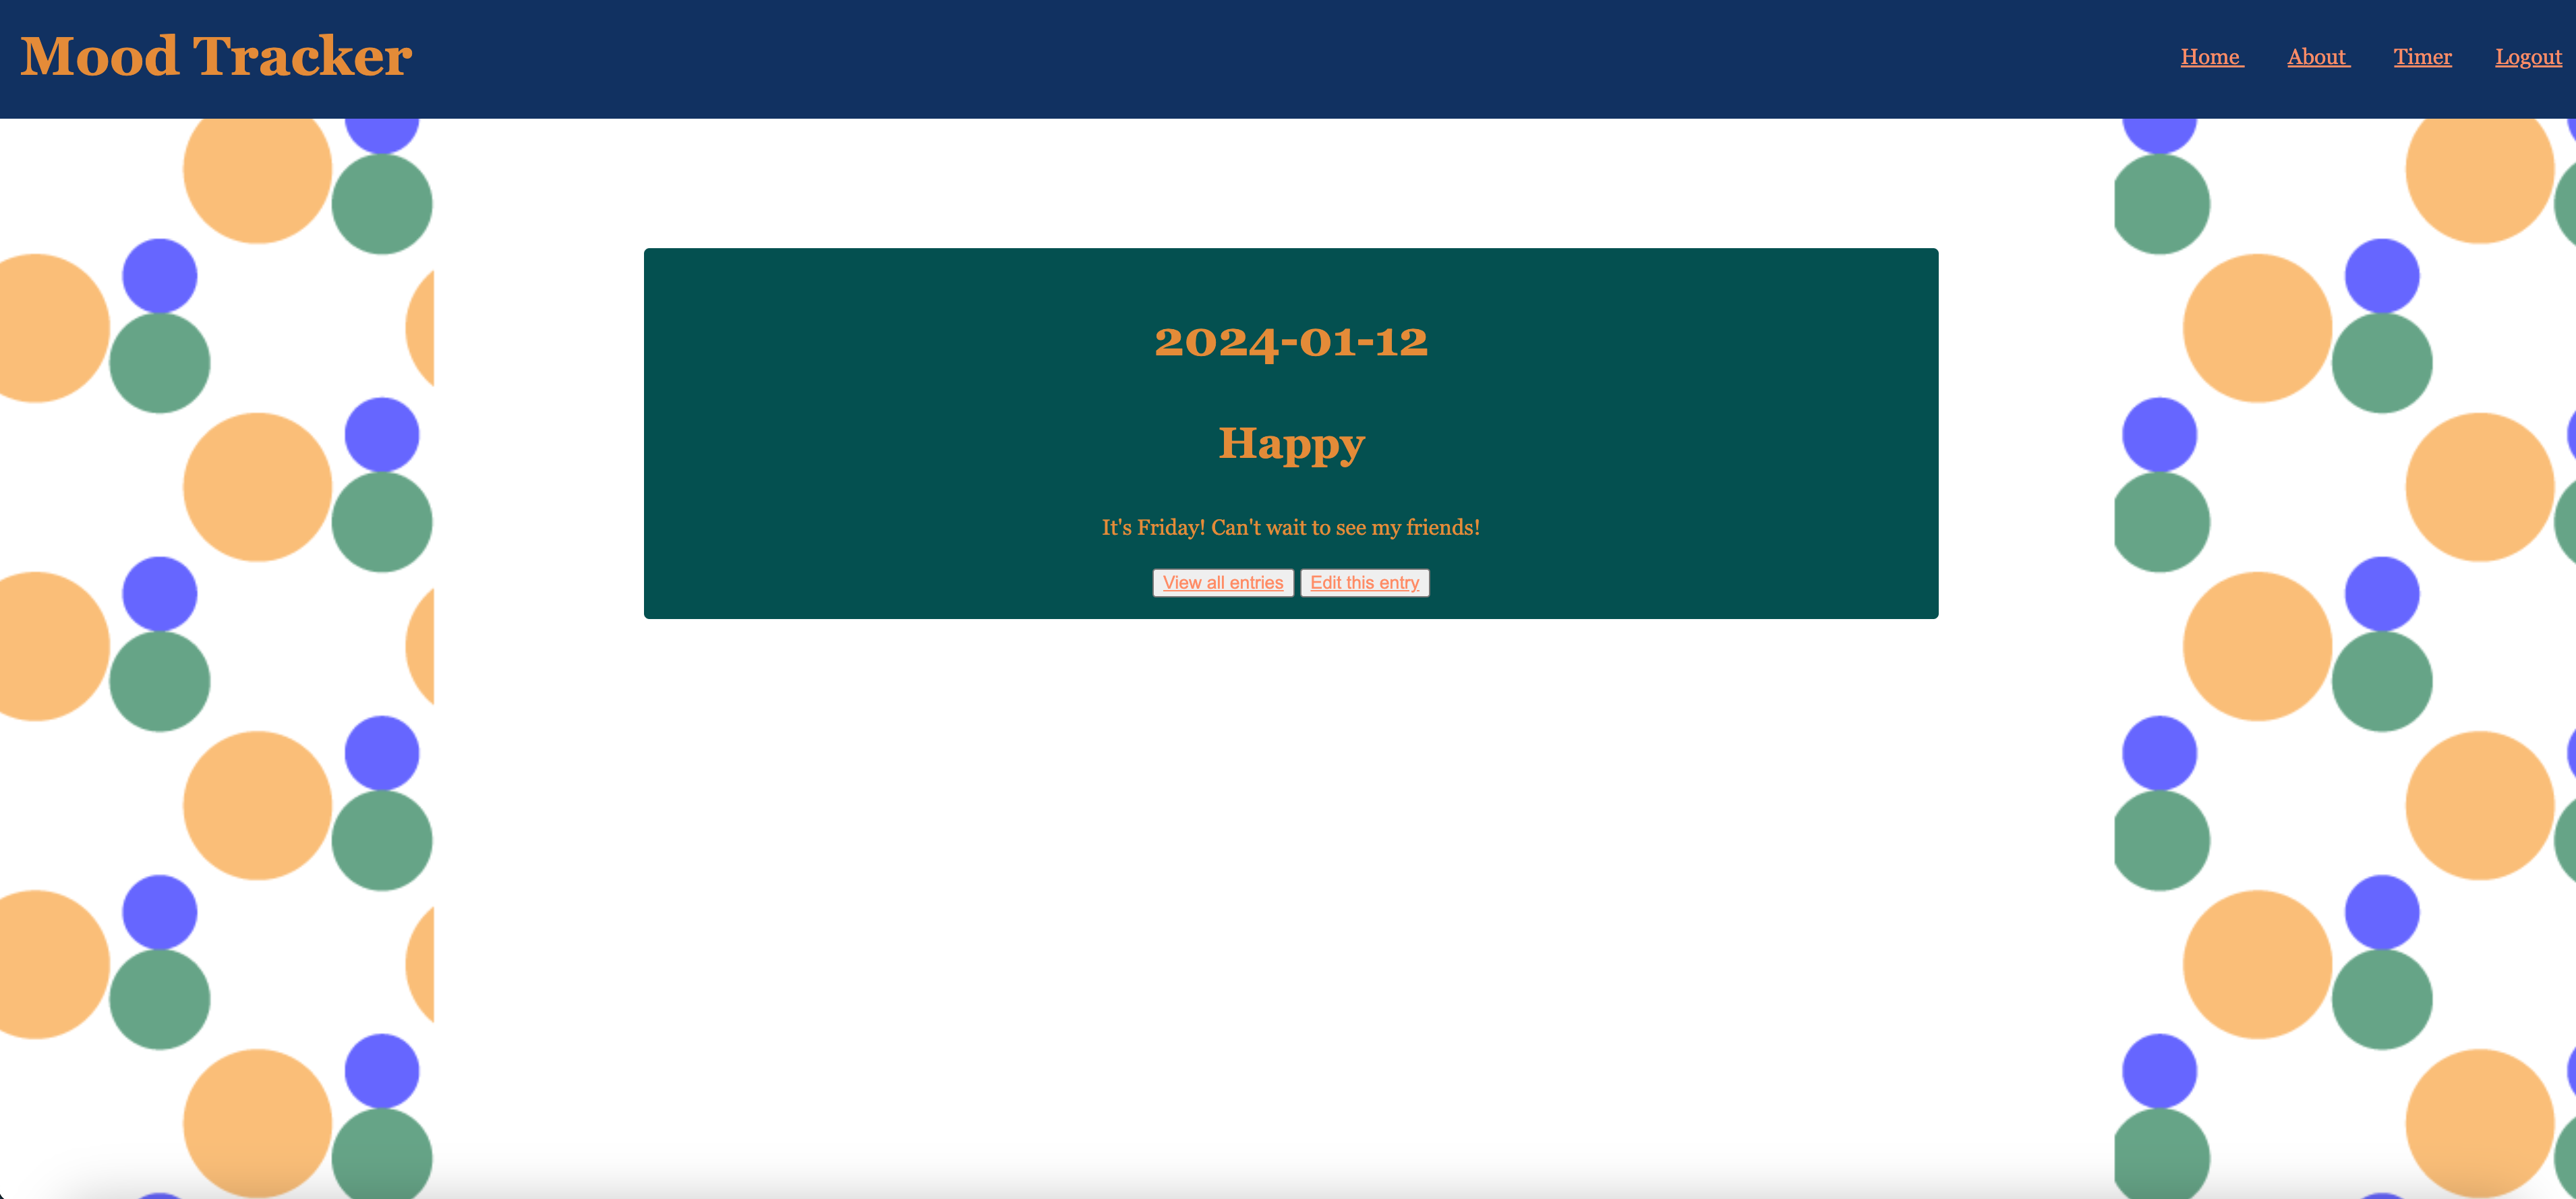 Mood Tracker
Home About Timer Logout
2024-01-12
Happy
It's Friday! Can't wait to see my friends!
View all entries Edit this entry